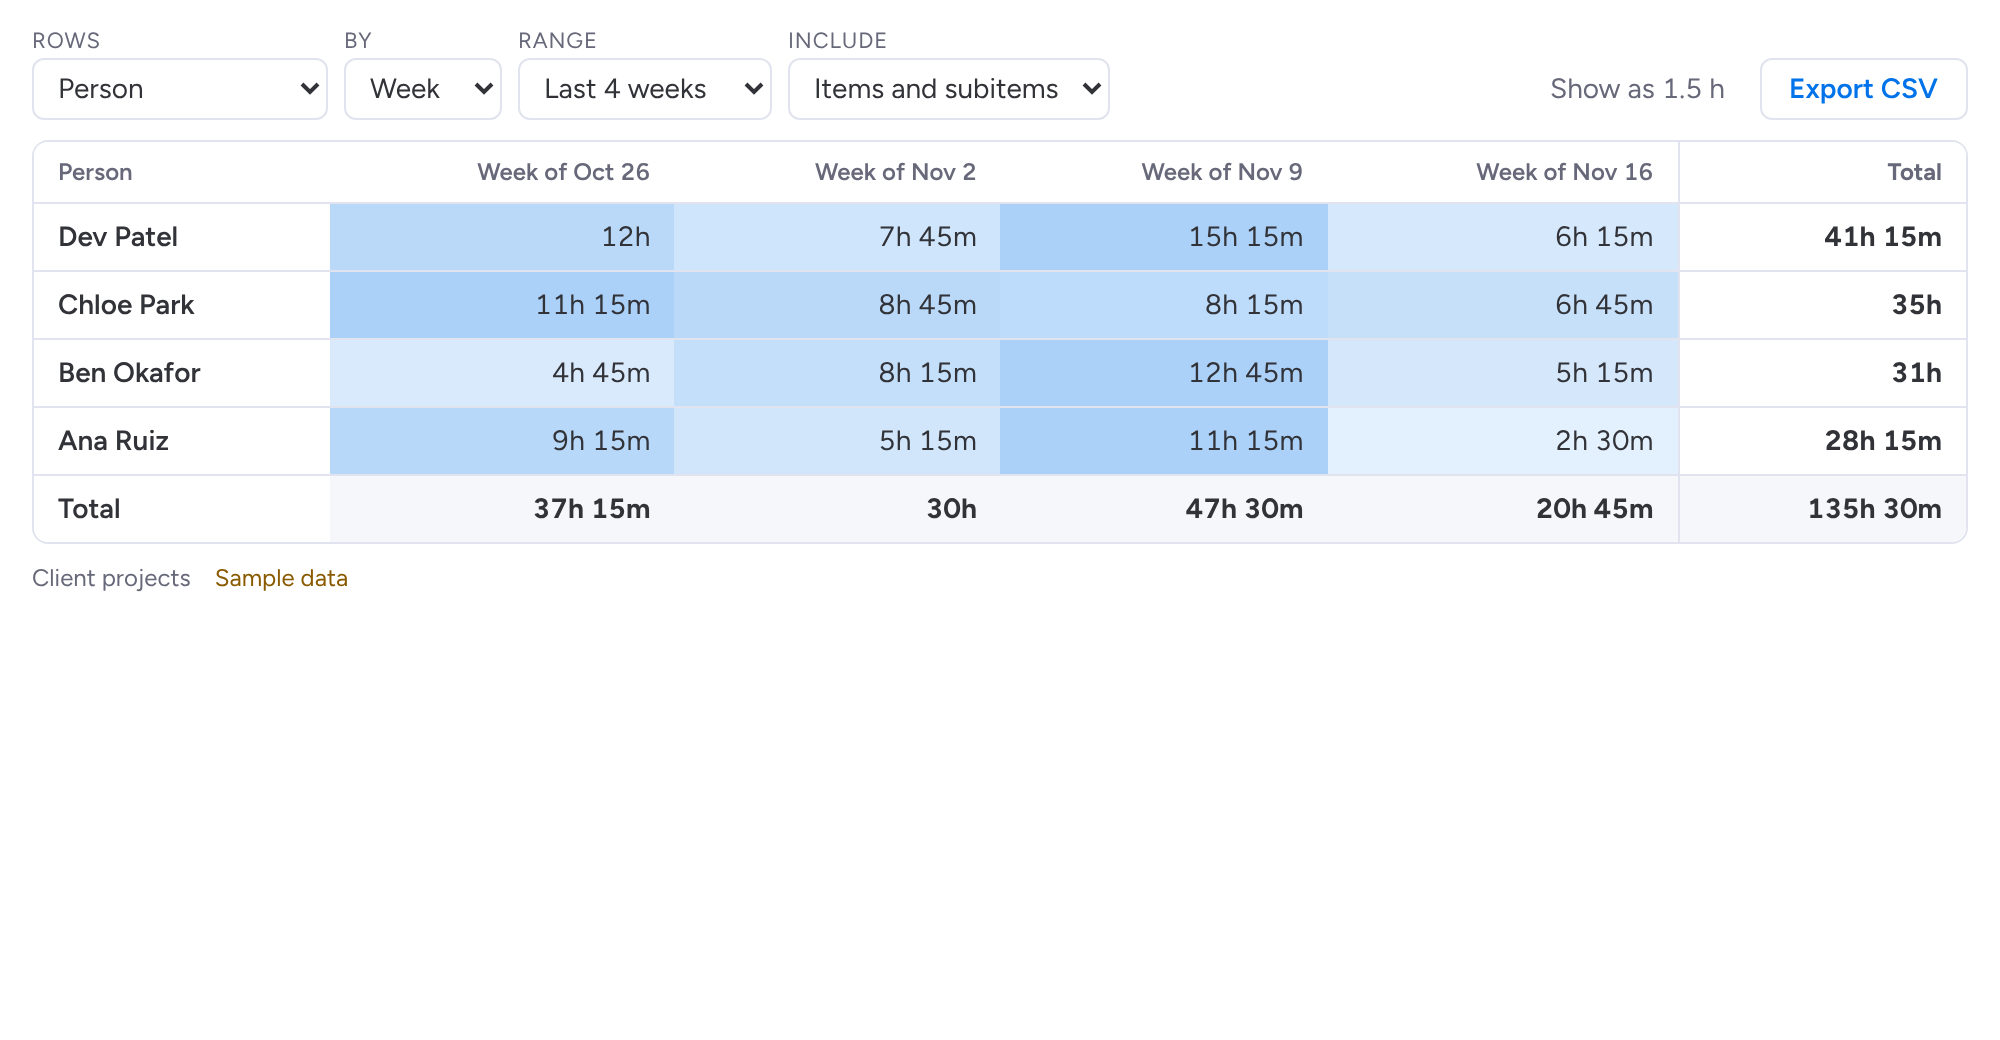 ROWS BY RANGE INCLUDE
Person Week Last 4 weeks Items and subitems Show as 1.5 h Export CSV
Person Week of Oct 26 Week of Nov 2 Week of Nov 9 Week of Nov 16 Total
Dev Patel 12h 7h 45m 15h 15m 6h 15m 41h 15m
Chloe Park 11h 15m 8h 45m 8h 15m 6h 45m 35h
Ben Okafor 4h 45m 8h 15m 12h 45m 5h 15m 31h
Ana Ruiz 9h 15m 5h 15m 11h 15m 2h 30m 28h 15m
Total 37h 15m 30h 47h 30m 20h 45m 135h 30m
Client projects Sample data